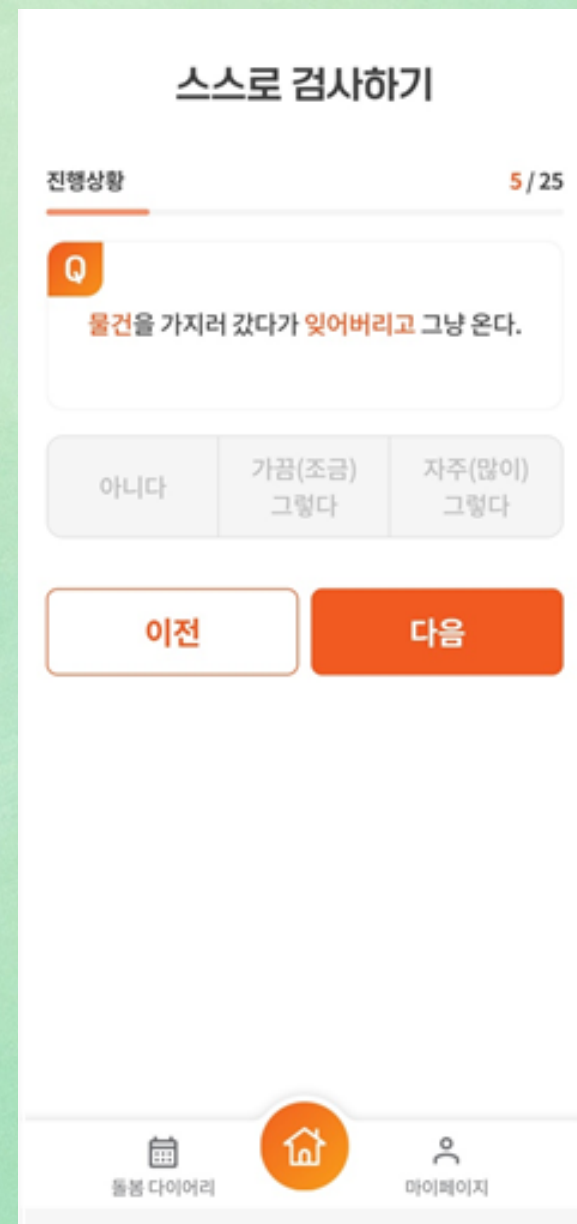 스스로 검사하기
진행상황 5 / 25
Q
물건을 가지러 갔다가 잊어버리고 그냥 온다.
아니다
가끔(조금)
그렇다
자주(많이)
그렇다
이전 다음
돌봄 다이어리 마이페이지